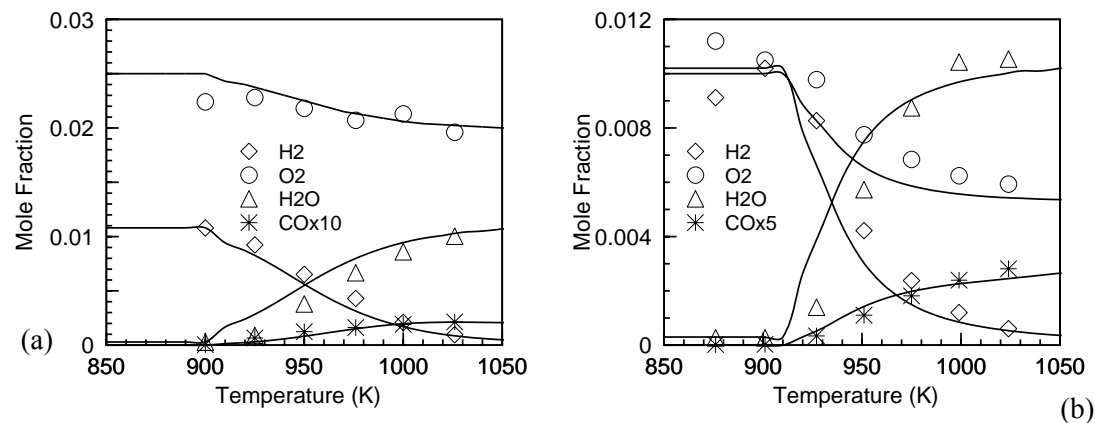 0.03
0.02
0.01
0
Mole Fraction
H2
O2
H2O
COx10
850
900
950
1000
1050
Temperature (K)
(a)
0.012
0.008
0.004
0
Mole Fraction
H2
O2
H2O
COx5
850
900
950
1000
1050
Temperature (K)
(b)